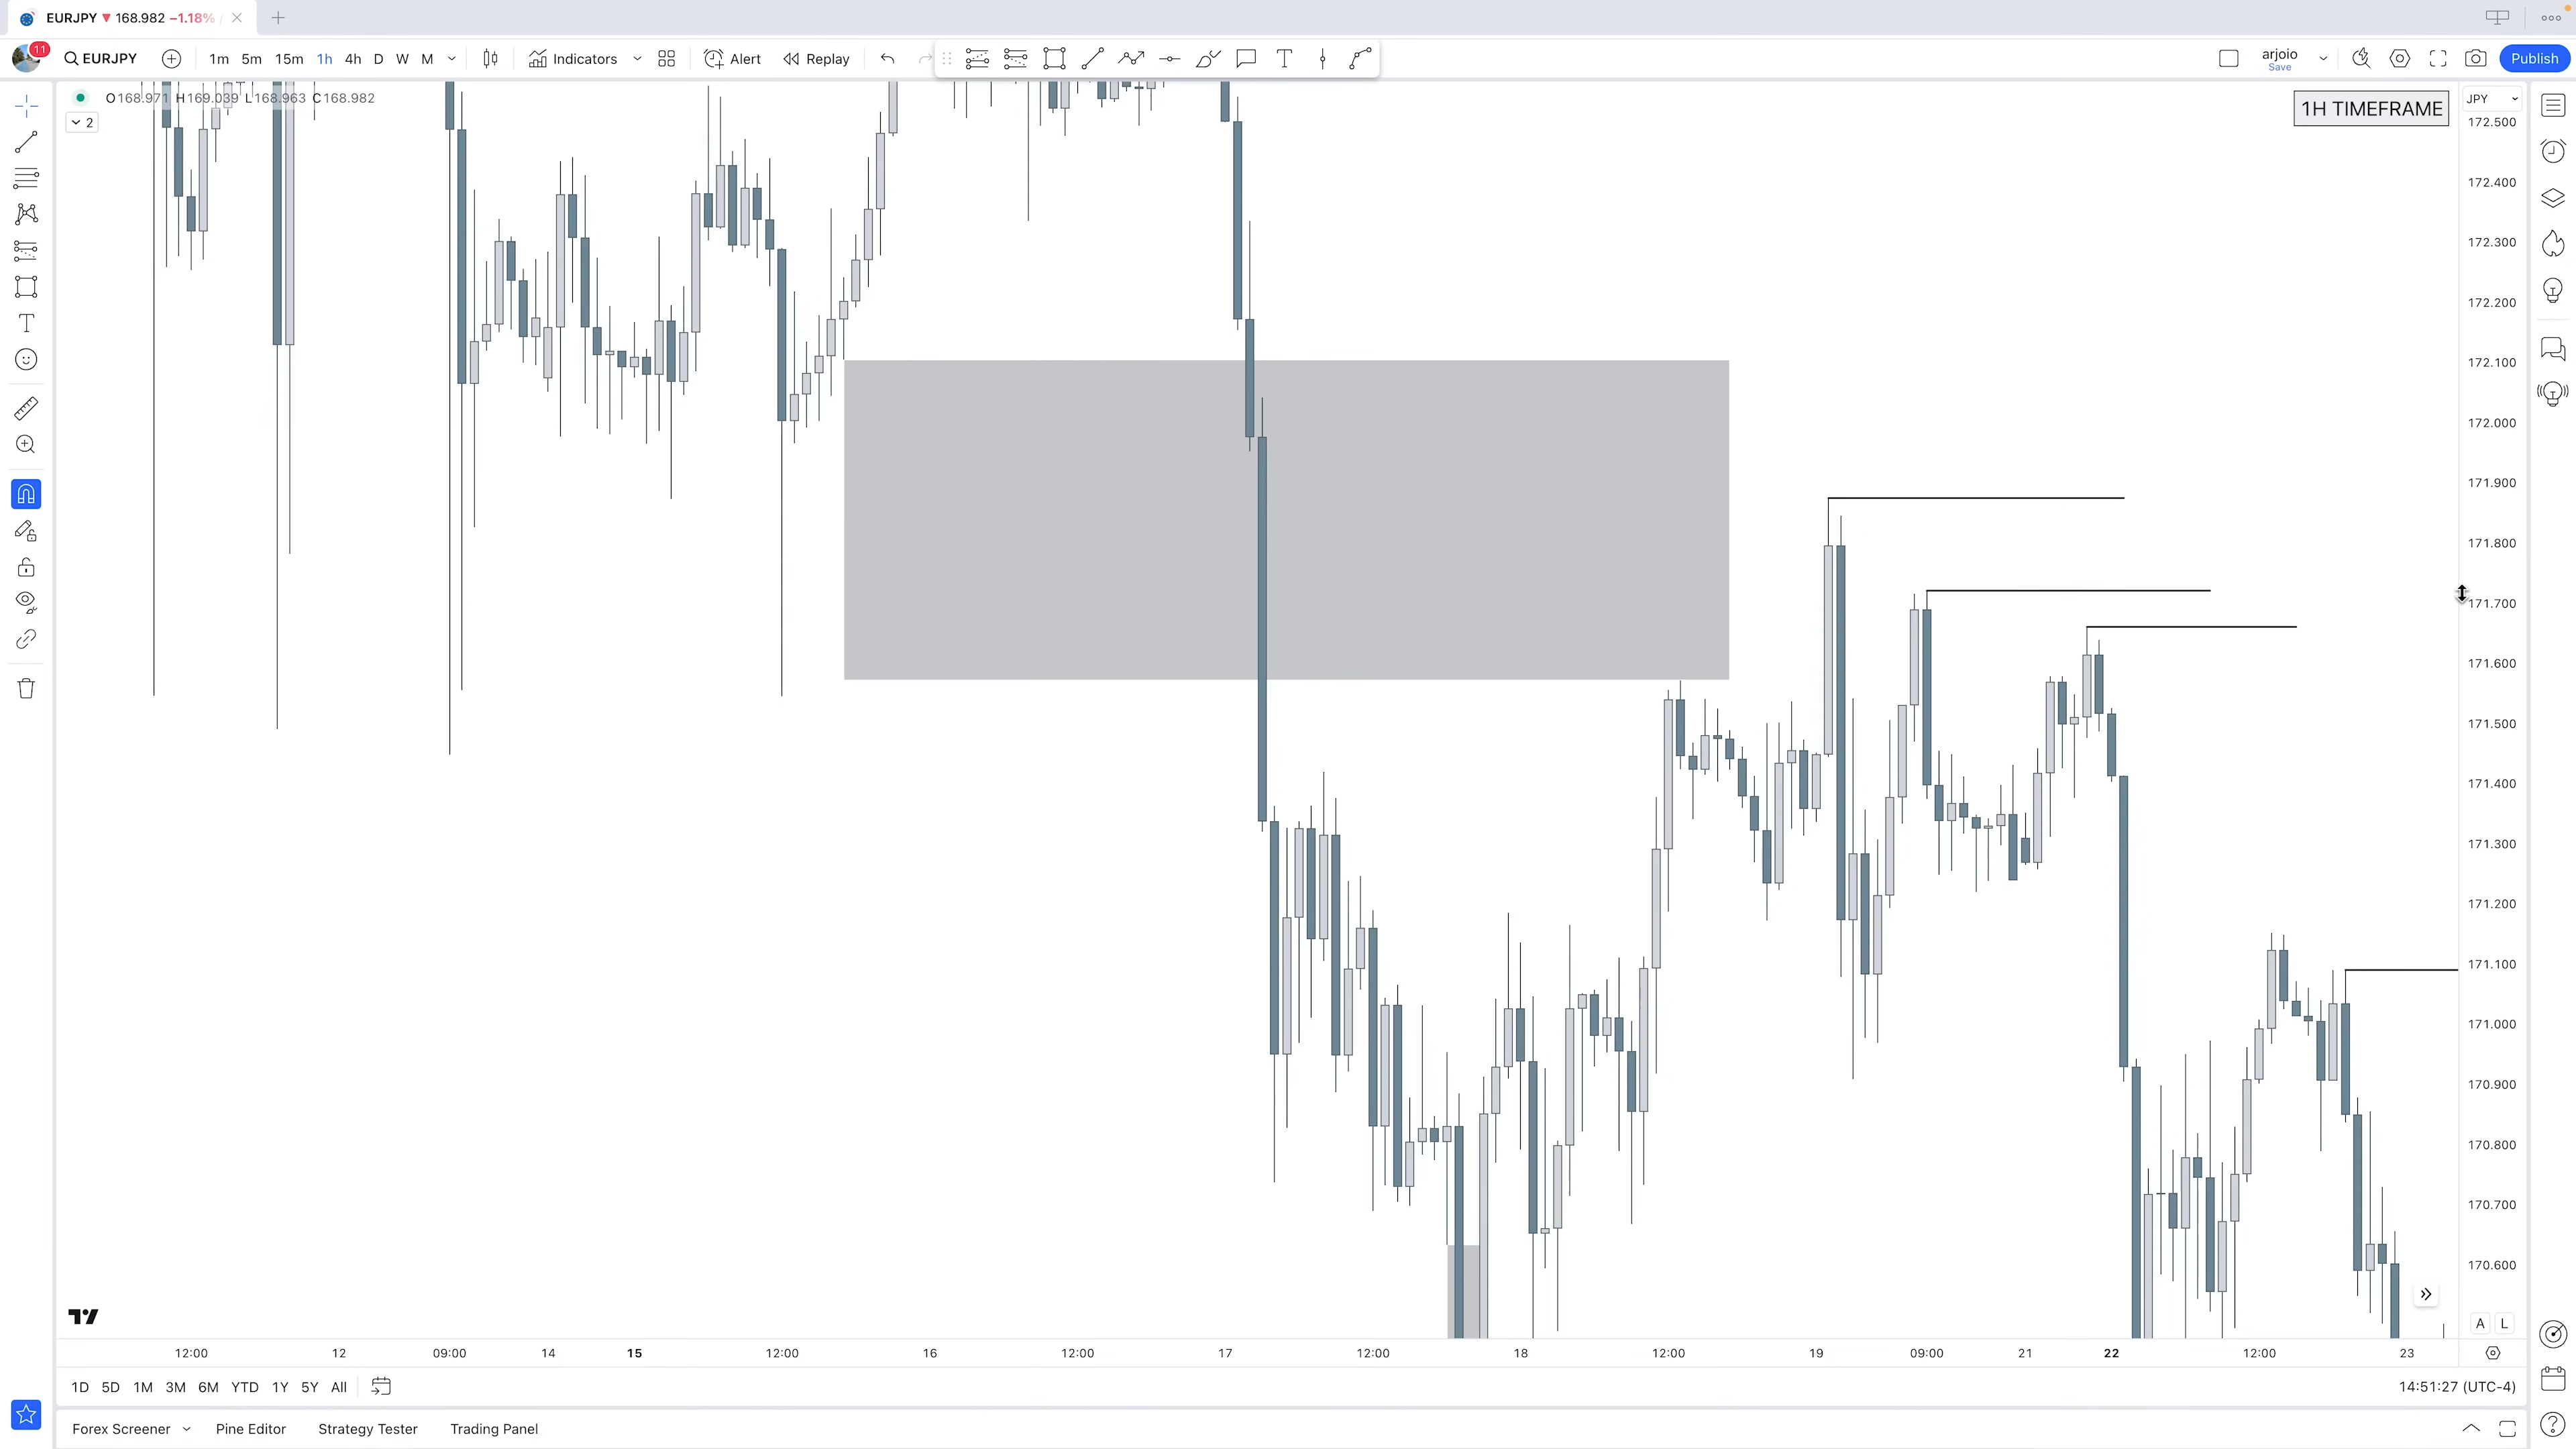 EURJPY 168.982 −1.18% /
11
EURJPY
1m 5m 15m 1h 4h D W M
Indicators
Alert
Replay
arjoio
Save
Publish
O168.971 H169.039 L168.963 C168.982
2
1H TIMEFRAME
JPY
172.500
172.400
172.300
172.200
172.100
172.000
171.900
171.800
171.700
171.600
171.500
171.400
171.300
171.200
171.100
171.000
170.900
170.800
170.700
170.600
A L
12:00 12 09:00 14 15 12:00 16 12:00 17 12:00 18 12:00 19 09:00 21 22 12:00 23
1D 5D 1M 3M 6M YTD 1Y 5Y All
14:51:27 (UTC-4)
Forex Screener Pine Editor Strategy Tester Trading Panel